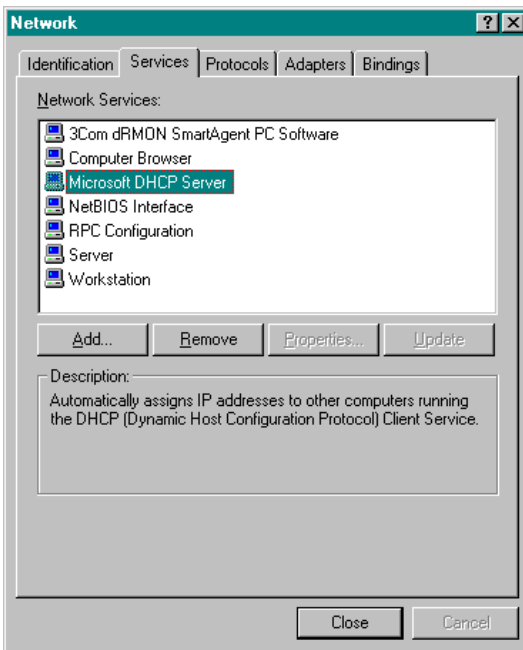 Network
Identification Services Protocols Adapters Bindings
Network Services:
3Com dRMON SmartAgent PC Software
Computer Browser
Microsoft DHCP Server
NetBIOS Interface
RPC Configuration
Server
Workstation
Add... Remove Properties... Update
Description:
Automatically assigns IP addresses to other computers running
the DHCP (Dynamic Host Configuration Protocol) Client Service.
Close Cancel